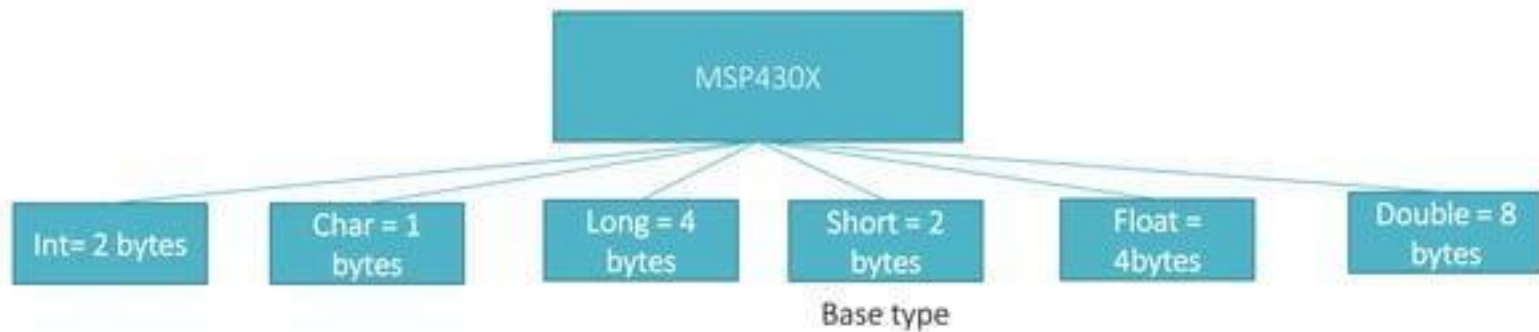 MSP430X
Int= 2 bytes
Char = 1
bytes
Long = 4
bytes
Short = 2
bytes
Float =
4bytes
Double = 8
bytes
Base type